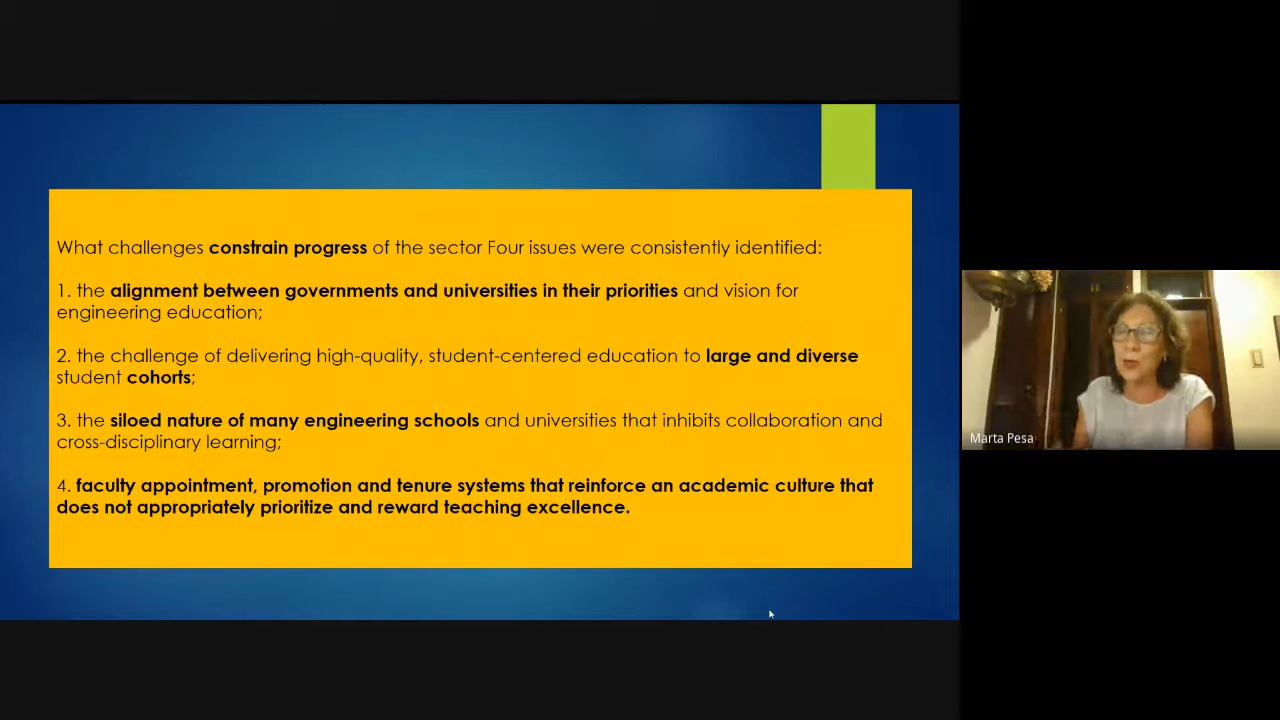 What challenges constrain progress of the sector Four issues were consistently identified:
1. the alignment between governments and universities in their priorities and vision for
engineering education;
2. the challenge of delivering high-quality, student-centered education to large and diverse
student cohorts;
3. the siloed nature of many engineering schools and universities that inhibits collaboration and
cross-disciplinary learning;
4. faculty appointment, promotion and tenure systems that reinforce an academic culture that
does not appropriately prioritize and reward teaching excellence.
Marta Pesa